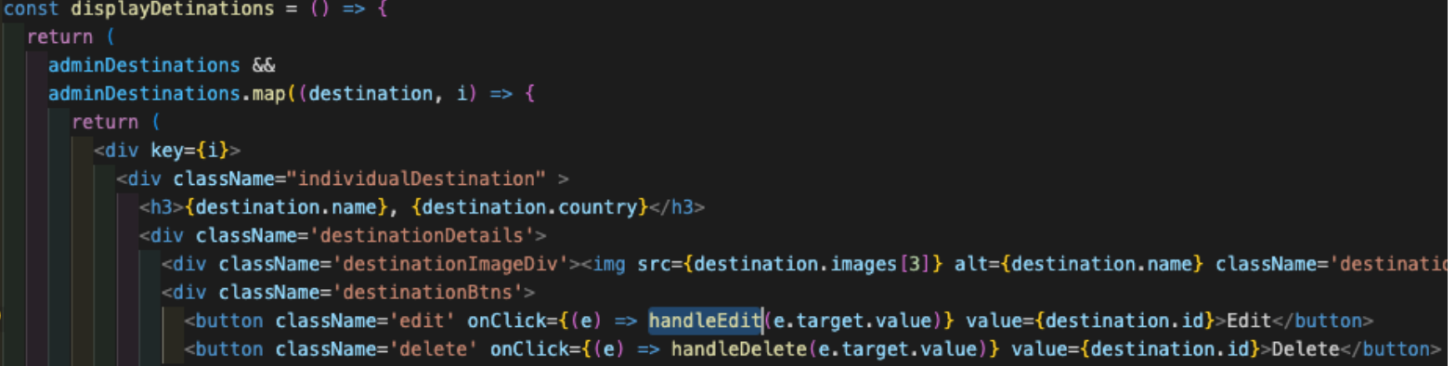 const displayDetinations = () => {
return (
adminDestinations &&
adminDestinations.map((destination, i) => {
return (
<div key={i}>
<div className="individualDestination" >
<h3>{destination.name}, {destination.country}</h3>
<div className='destinationDetails'>
<div className='destinationImageDiv'><img src={destination.images[3]} alt={destination.name} className='destinatio
<div className='destinationBtns'>
<button className='edit' onClick={(e) => handleEdit(e.target.value)} value={destination.id}>Edit</button>
<button className='delete' onClick={(e) => handleDelete(e.target.value)} value={destination.id}>Delete</button>